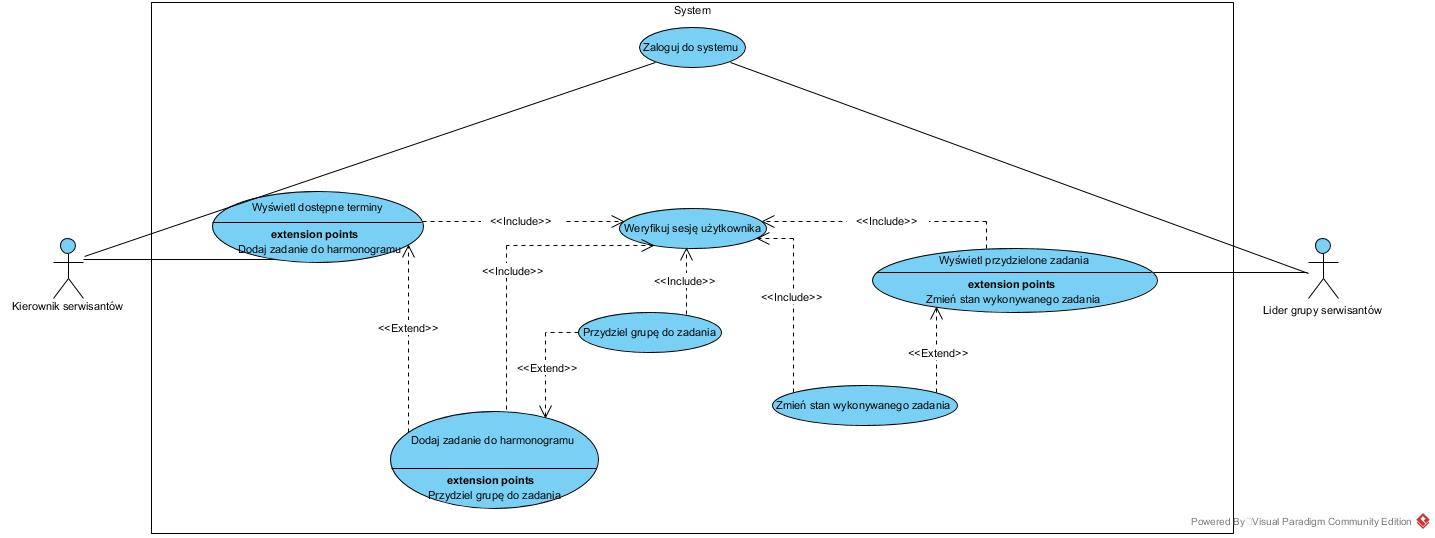 System
Zaloguj do systemu
Wyświetl dostępne terminy
extension points
Dodaj zadanie do harmonogramu
<<Include>>
Weryfikuj sesję użytkownika
<<Include>>
Wyświetl przydzielone zadania
extension points
Zmień stan wykonywanego zadania
Kierownik serwisantów
Lider grupy serwisantów
<<Include>>
<<Include>>
<<Include>>
<<Extend>>
Przydziel grupę do zadania
<<Extend>>
<<Extend>>
Zmień stan wykonywanego zadania
Dodaj zadanie do harmonogramu
extension points
Przydziel grupę do zadania
Powered By Visual Paradigm Community Edition